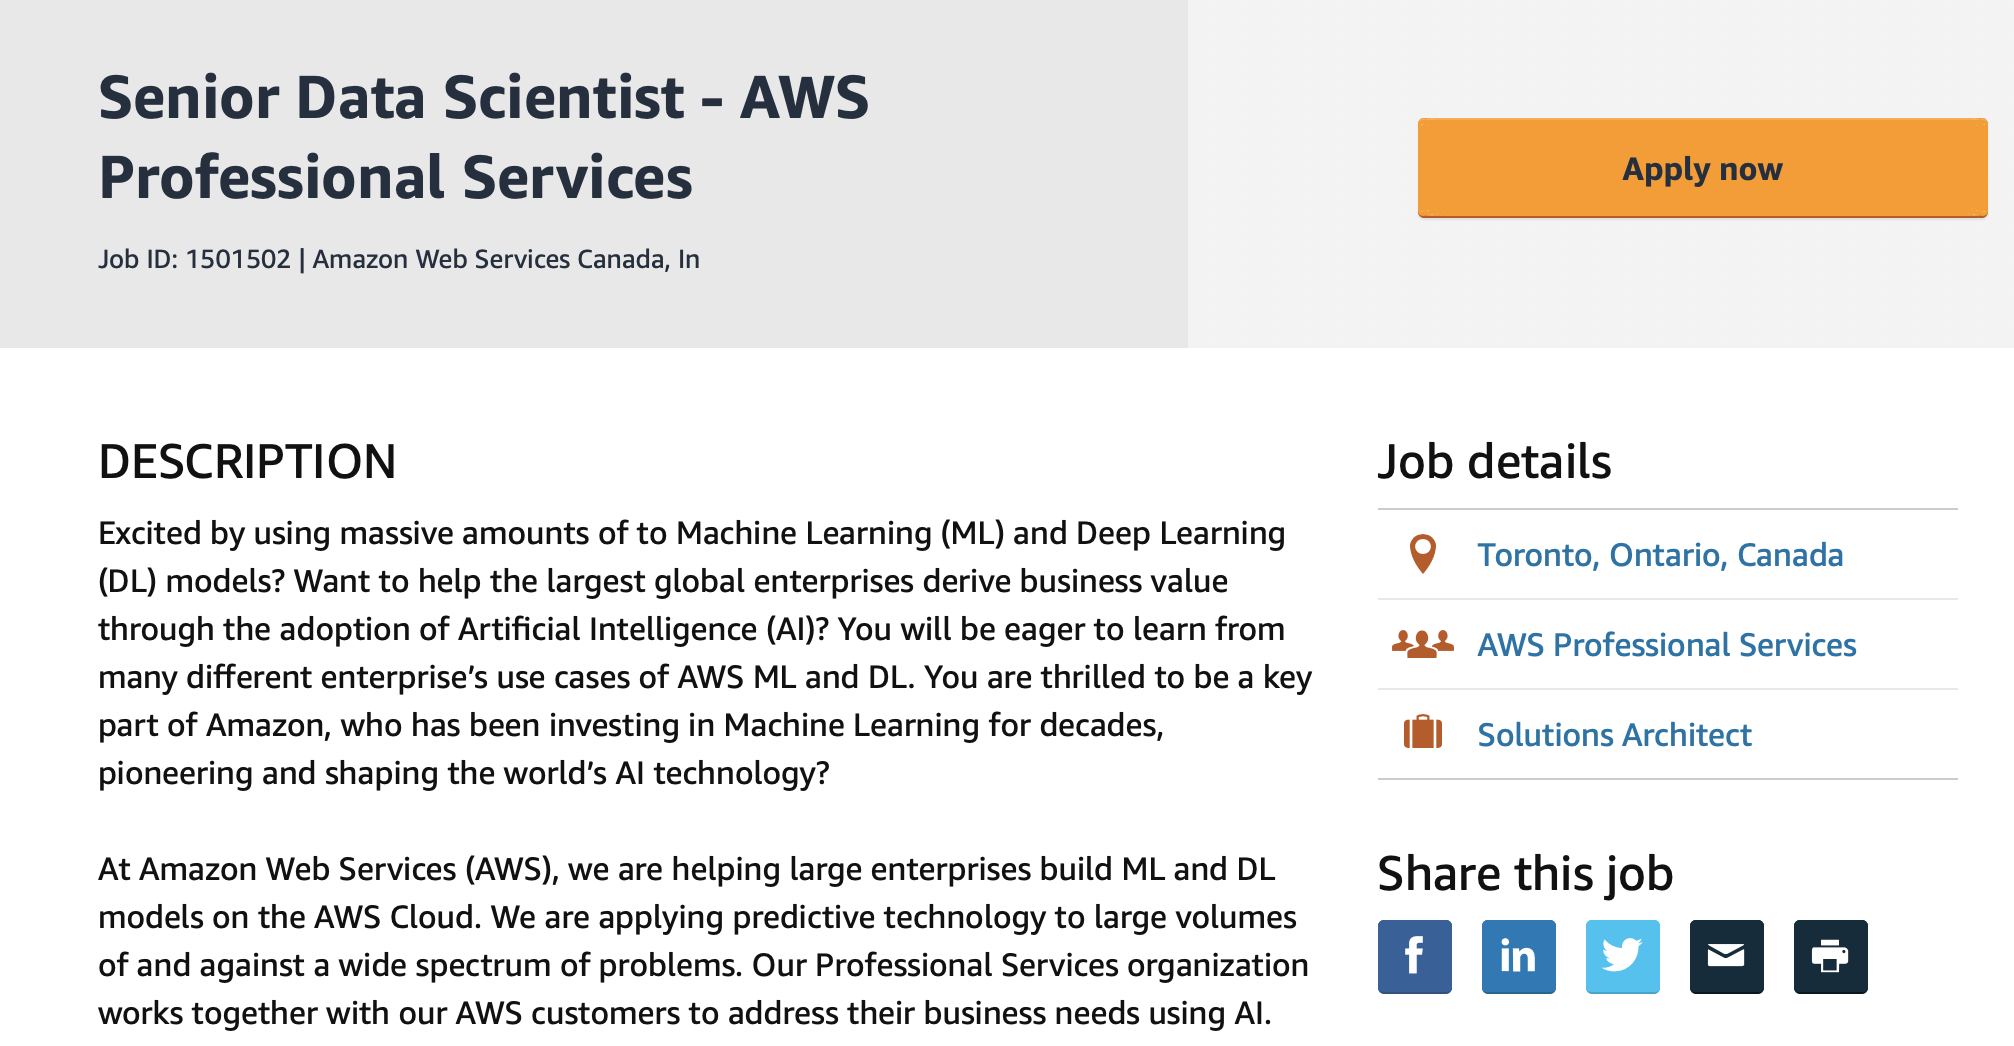 Senior Data Scientist - AWS
Professional Services
Job ID: 1501502 | Amazon Web Services Canada, In
Apply now
DESCRIPTION
Excited by using massive amounts of to Machine Learning (ML) and Deep Learning
(DL) models? Want to help the largest global enterprises derive business value
through the adoption of Artificial Intelligence (AI)? You will be eager to learn from
many different enterprise’s use cases of AWS ML and DL. You are thrilled to be a key
part of Amazon, who has been investing in Machine Learning for decades,
pioneering and shaping the world’s AI technology?
At Amazon Web Services (AWS), we are helping large enterprises build ML and DL
models on the AWS Cloud. We are applying predictive technology to large volumes
of and against a wide spectrum of problems. Our Professional Services organization
works together with our AWS customers to address their business needs using AI.
Job details
Toronto, Ontario, Canada
AWS Professional Services
Solutions Architect
Share this job
f
in